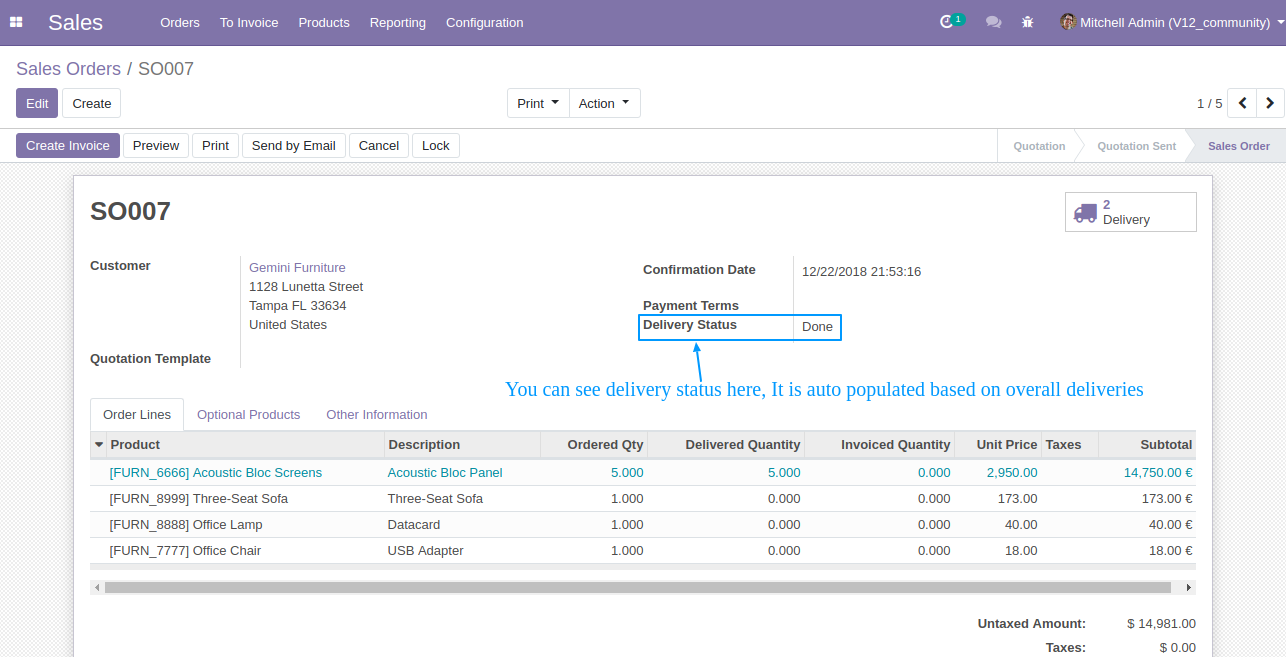 Sales Orders To Invoice Products Reporting Configuration 1 Mitchell Admin (V12_community)
Sales Orders / SO007
Edit Create Print Action 1 / 5
Create Invoice Preview Print Send by Email Cancel Lock Quotation Quotation Sent Sales Order
SO007
2
Delivery
Customer
Gemini Furniture
1128 Lunetta Street
Tampa FL 33634
United States
Quotation Template
Confirmation Date 12/22/2018 21:53:16
Payment Terms
Delivery Status Done
You can see delivery status here, It is auto populated based on overall deliveries
Order Lines Optional Products Other Information
Product Description Ordered Qty Delivered Quantity Invoiced Quantity Unit Price Taxes Subtotal
[FURN_6666] Acoustic Bloc Screens Acoustic Bloc Panel 5.000 5.000 0.000 2,950.00 14,750.00 €
[FURN_8999] Three-Seat Sofa Three-Seat Sofa 1.000 0.000 0.000 173.00 173.00 €
[FURN_8888] Office Lamp Datacard 1.000 0.000 0.000 40.00 40.00 €
[FURN_7777] Office Chair USB Adapter 1.000 0.000 0.000 18.00 18.00 €
Untaxed Amount: $ 14,981.00
Taxes: $ 0.00